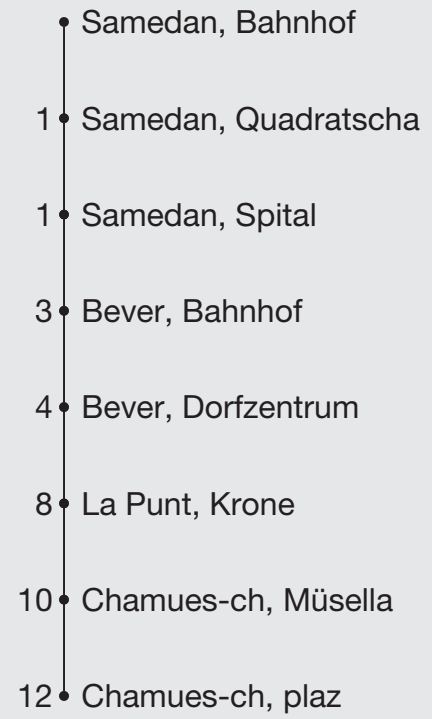 Samedan, Bahnhof
1 Samedan, Quadratscha
1 Samedan, Spital
3 Bever, Bahnhof
4 Bever, Dorfzentrum
8 La Punt, Krone
10 Chamues-ch, Müsella
12 Chamues-ch, plaz